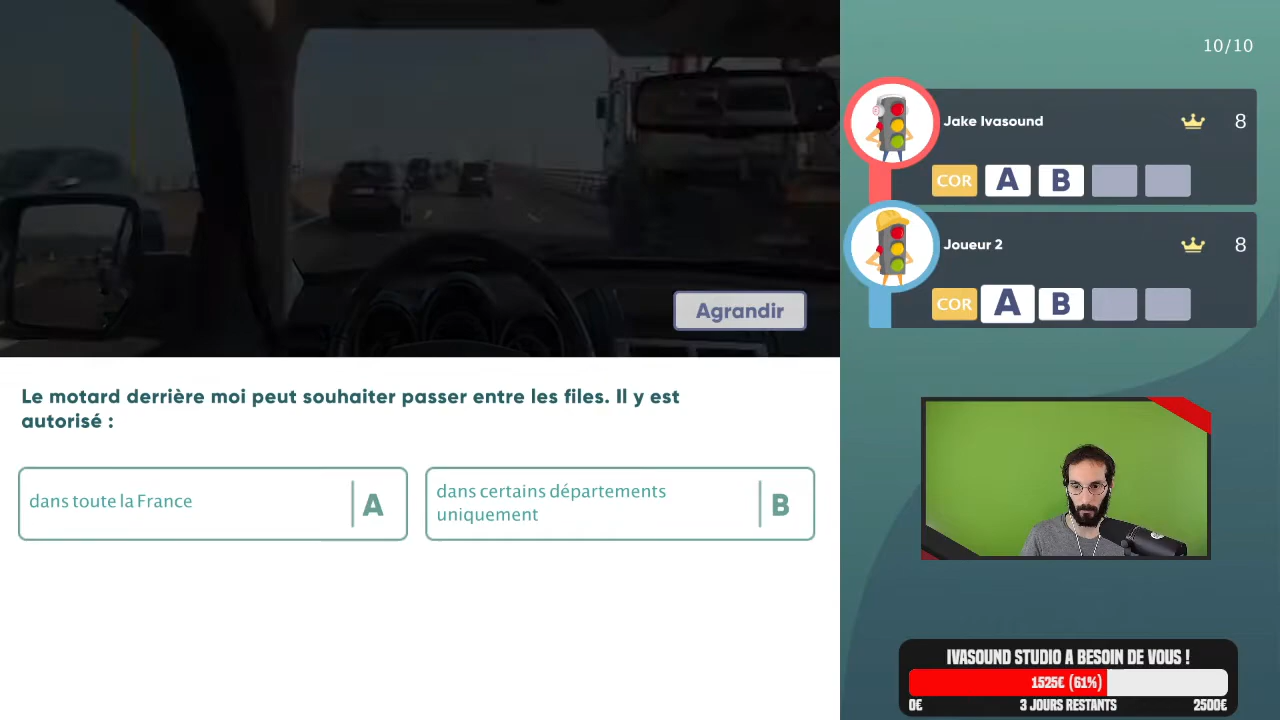 Agrandir
Le motard derrière moi peut souhaiter passer entre les files. Il y est
autorisé :
dans toute la France
A
dans certains départements
uniquement
B
10/10
Jake Ivasound
8
COR A B
Joueur 2
8
COR A B
IVASOUND STUDIO A BESOIN DE VOUS !
1525€ (61%)
0€ 3 JOURS RESTANTS 2500€